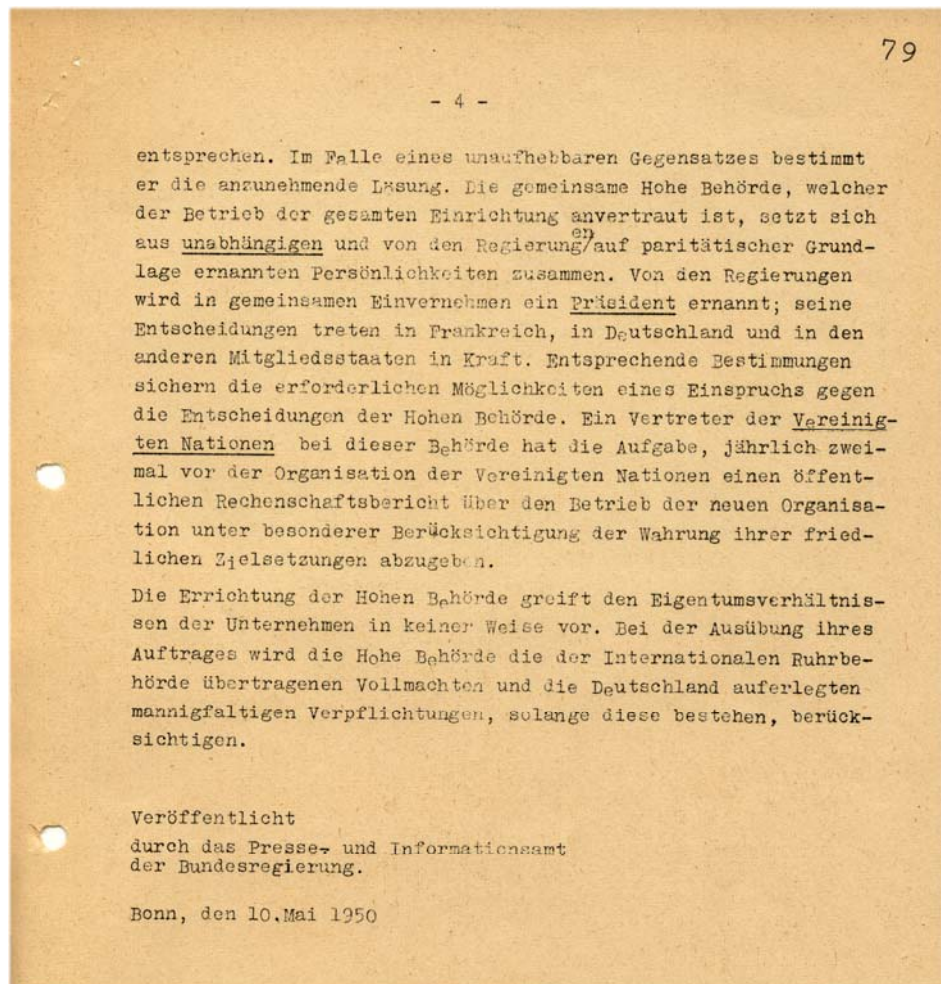 79
- 4 -
entsprechen. Im Falle eines unaufhebbaren Gegensatzes bestimmt
er die anzunehmende Lösung. Die gemeinsame Hohe Behörde, welcher
der Betrieb der gesamten Einrichtung anvertraut ist, setzt sich
aus unabhängigen und von den Regierungen/auf paritätischer Grund-
lage ernannten Persönlichkeiten zusammen. Von den Regierungen
wird in gemeinsamen Einvernehmen ein Präsident ernannt; seine
Entscheidungen treten in Frankreich, in Deutschland und in den
anderen Mitgliedsstaaten in Kraft. Entsprechende Bestimmungen
sichern die erforderlichen Möglichkeiten eines Einspruchs gegen
die Entscheidungen der Hohen Behörde. Ein Vertreter der Vereinig-
ten Nationen bei dieser Behörde hat die Aufgabe, jährlich zwei-
mal vor der Organisation der Vereinigten Nationen einen öffent-
lichen Rechenschaftsbericht über den Betrieb der neuen Organisa-
tion unter besonderer Berücksichtigung der Wahrung ihrer fried-
lichen Zielsetzungen abzugeben.
Die Errichtung der Hohen Behörde greift den Eigentumsverhältnis-
sen der Unternehmen in keiner Weise vor. Bei der Ausübung ihres
Auftrages wird die Hohe Behörde die der Internationalen Ruhrbe-
hörde übertragenen Vollmachten und die Deutschland auferlegten
mannigfaltigen Verpflichtungen, solange diese bestehen, berück-
sichtigen.
Veröffentlicht
durch das Presse- und Informationsamt
der Bundesregierung.
Bonn, den 10.Mai 1950